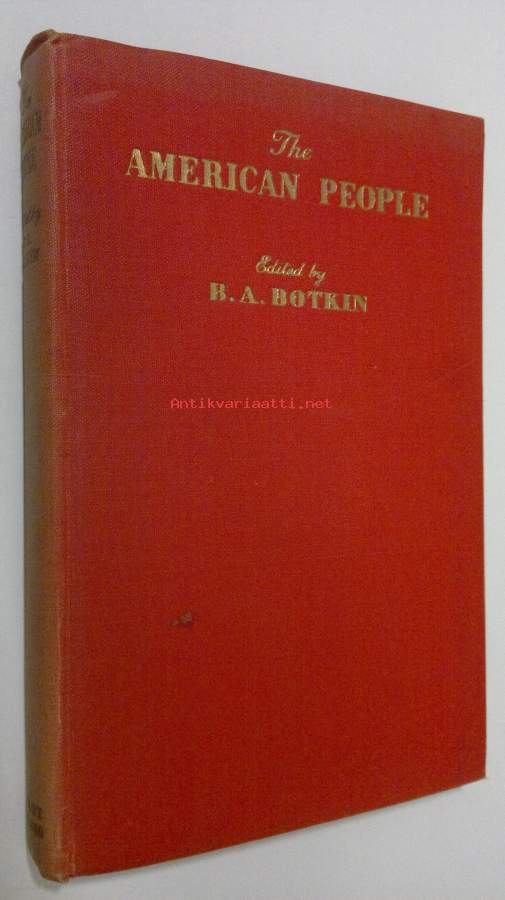 The
AMERICAN PEOPLE
Edited by
B. A. BOTKIN
Antikvariaatti.net